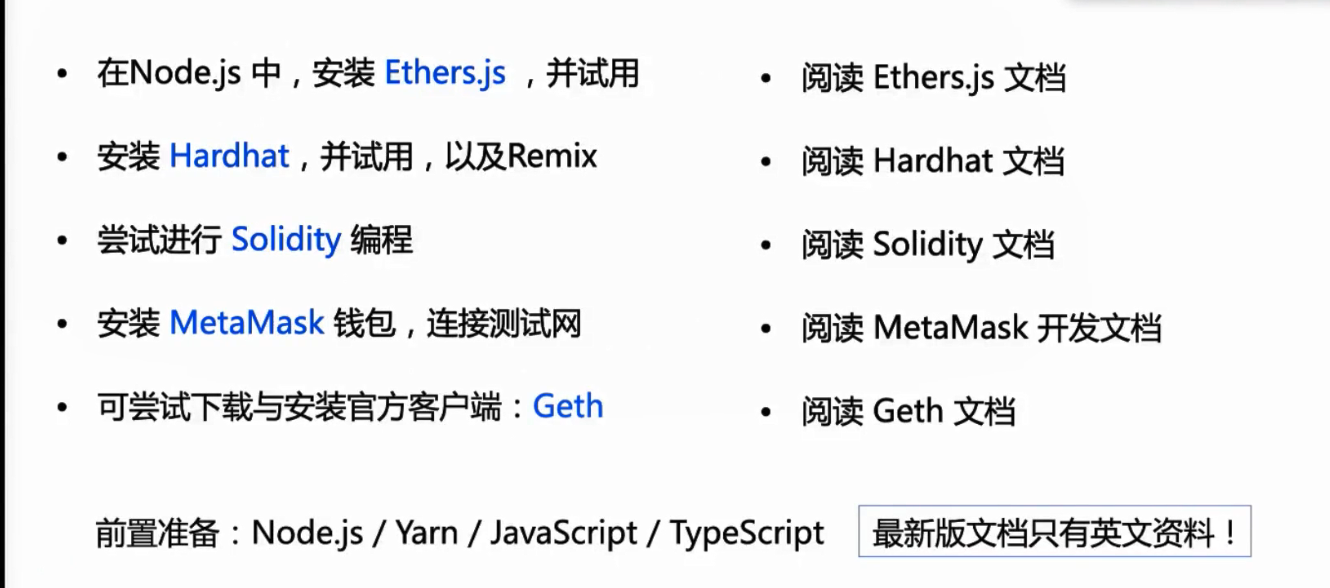 在Node.js 中，安装 Ethers.js ，并试用
安装 Hardhat，并试用，以及Remix
尝试进行 Solidity 编程
安装 MetaMask 钱包，连接测试网
可尝试下载与安装官方客户端：Geth
阅读 Ethers.js 文档
阅读 Hardhat 文档
阅读 Solidity 文档
阅读 MetaMask 开发文档
阅读 Geth 文档
前置准备：Node.js / Yarn / JavaScript / TypeScript
最新版文档只有英文资料！